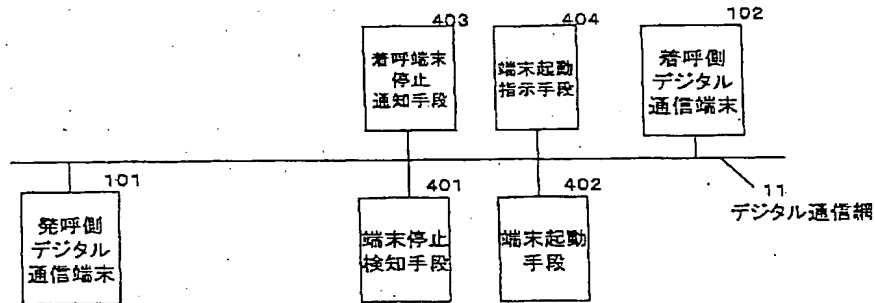 403
着呼端末
停止
通知手段
404
端末起動
指示手段
102
着呼側
デジタル
通信端末
101
発呼側
デジタル
通信端末
401
端末停止
検知手段
402
端末起動
手段
11
デジタル通信網